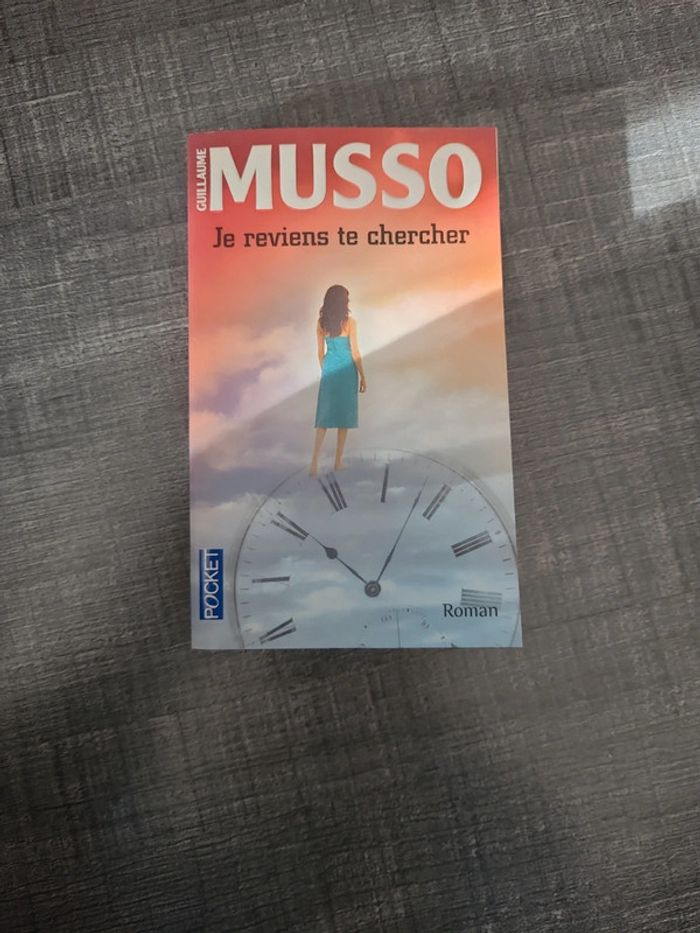 GUILLAUME
MUSSO
Je reviens te chercher
POCKET
Roman